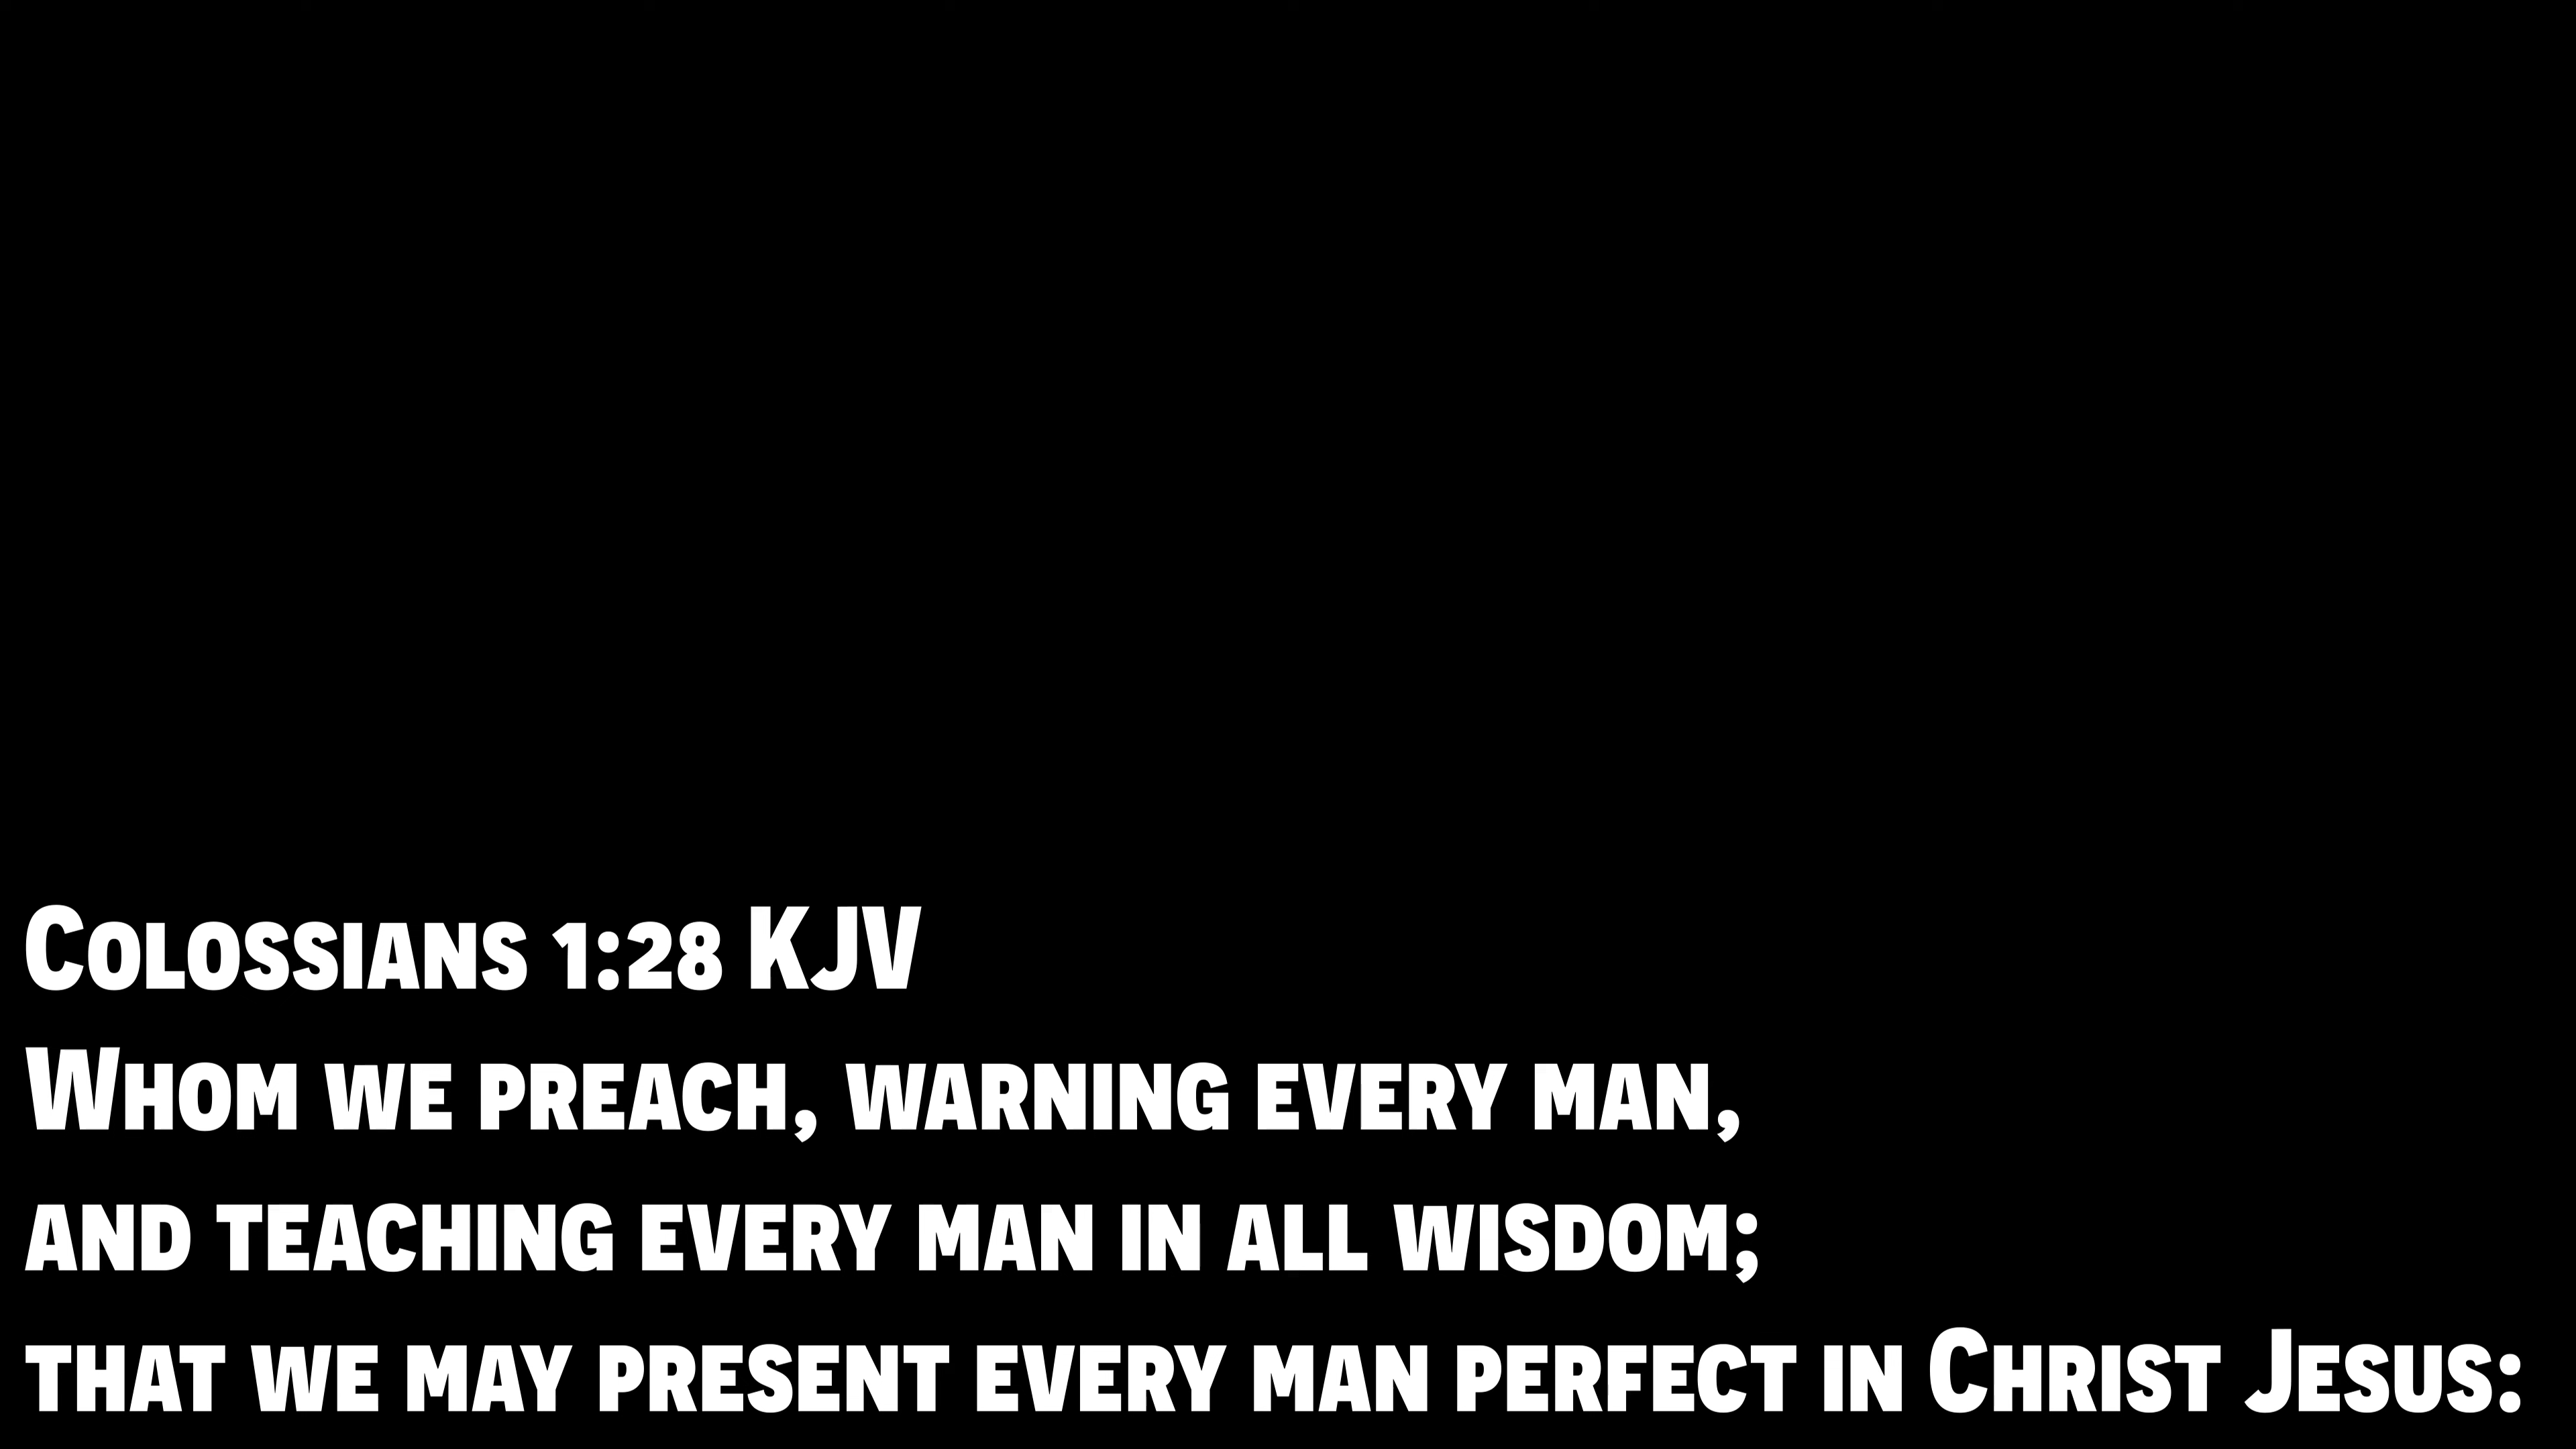 Colossians 1:28 KJV
Whom we preach, warning every man,
and teaching every man in all wisdom;
that we may present every man perfect in Christ Jesus: